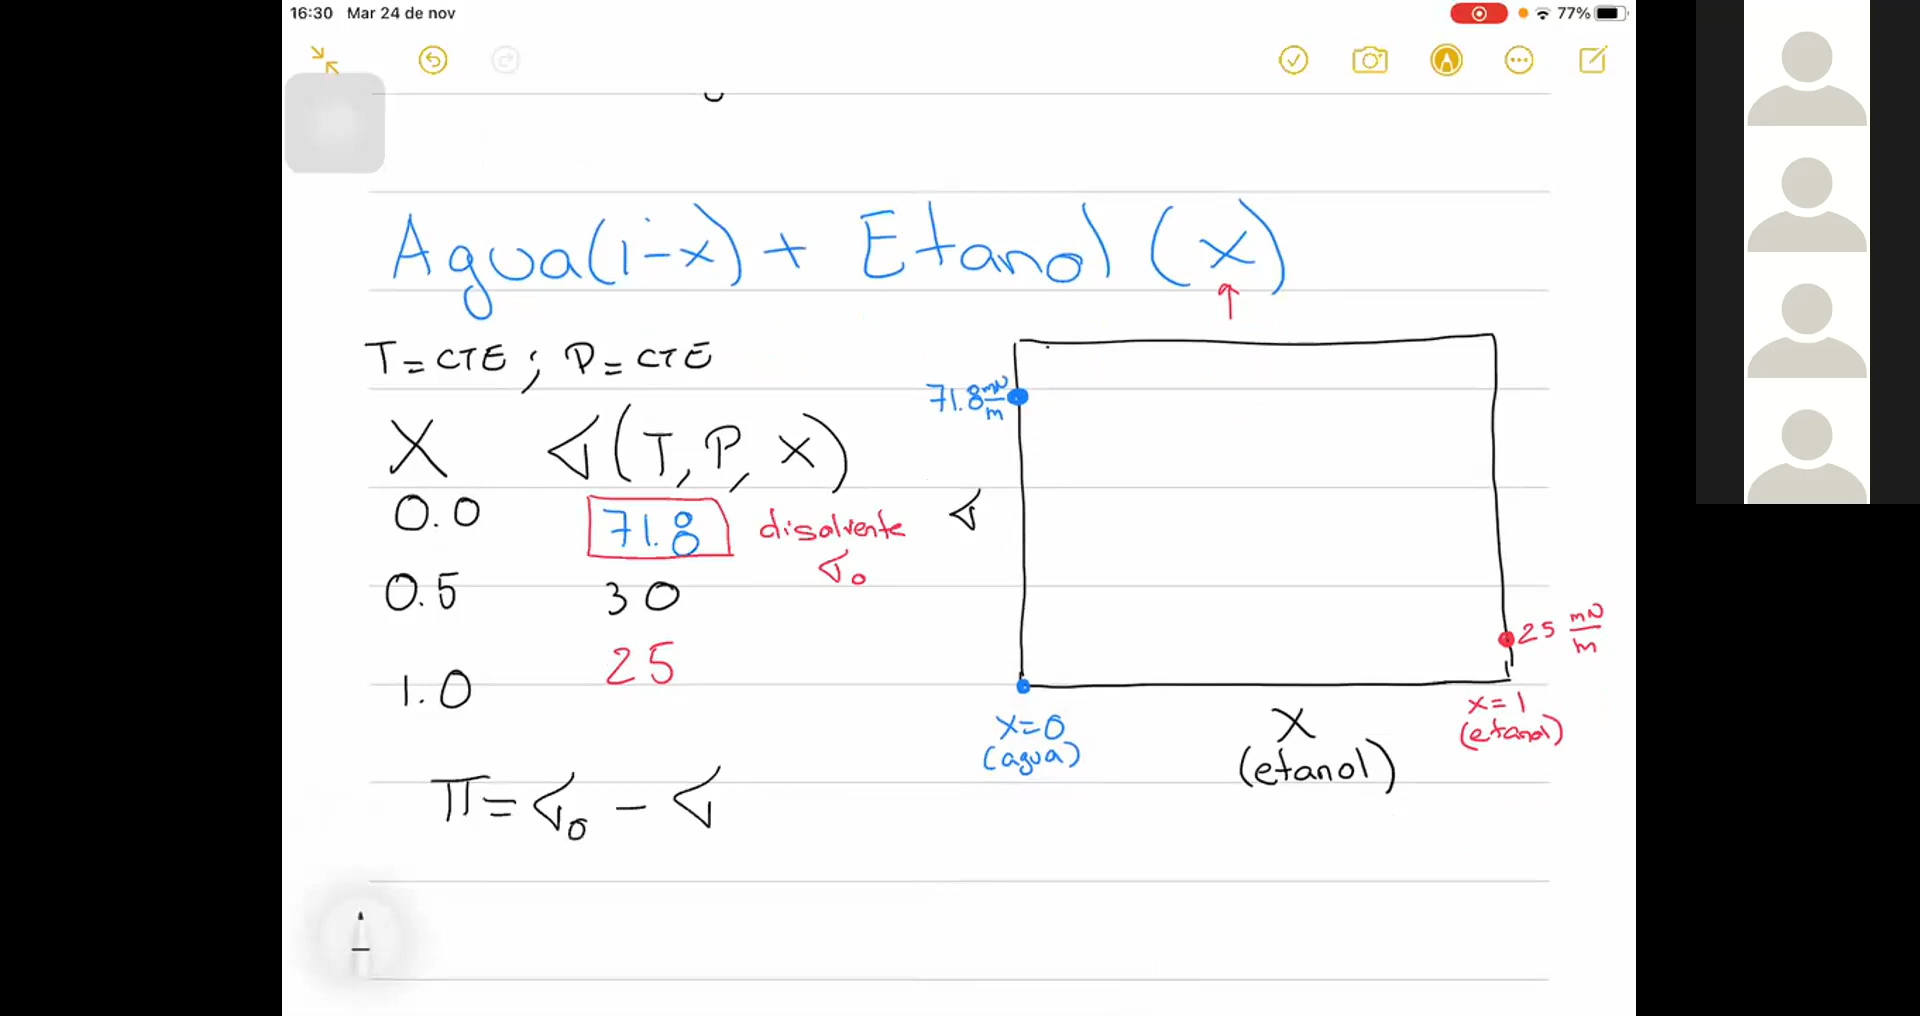 16:30 Mar 24 de nov
77%
Agua(1-x) + Etanol (x)
T=CTE; P=CTE
X σ(T, P, X)
0.0 71.8 disolvente
σ₀
0.5 30
1.0 25
π = σ₀ - σ
71.8 mN/m
σ
25 mN/m
x=0
(agua)
X
(etanol)
x=1
(etanol)